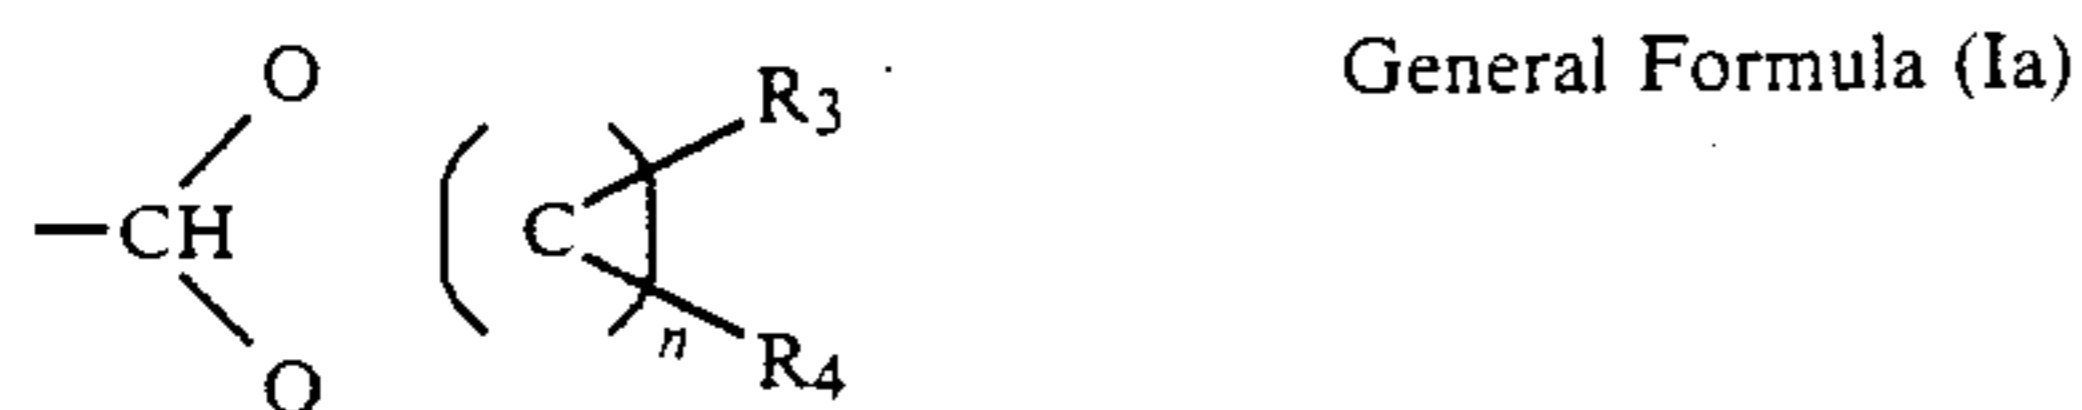 General Formula (Ia)
O
R3
—CH ( C )n
R4
O